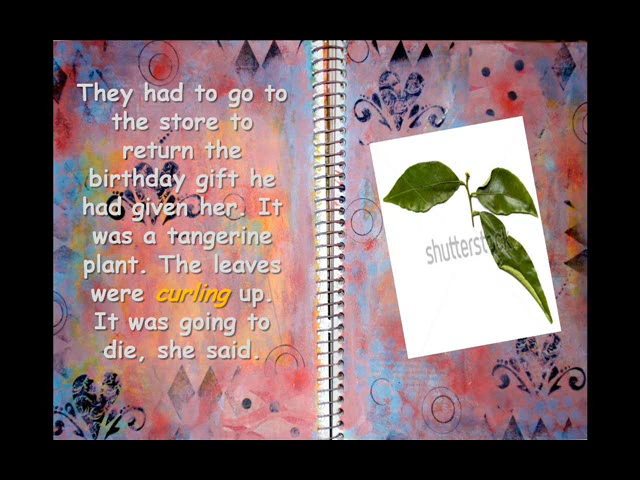 They had to go to
the store to
return the
birthday gift he
had given her. It
was a tangerine
plant. The leaves
were curling up.
It was going to
die, she said.
shutterstock